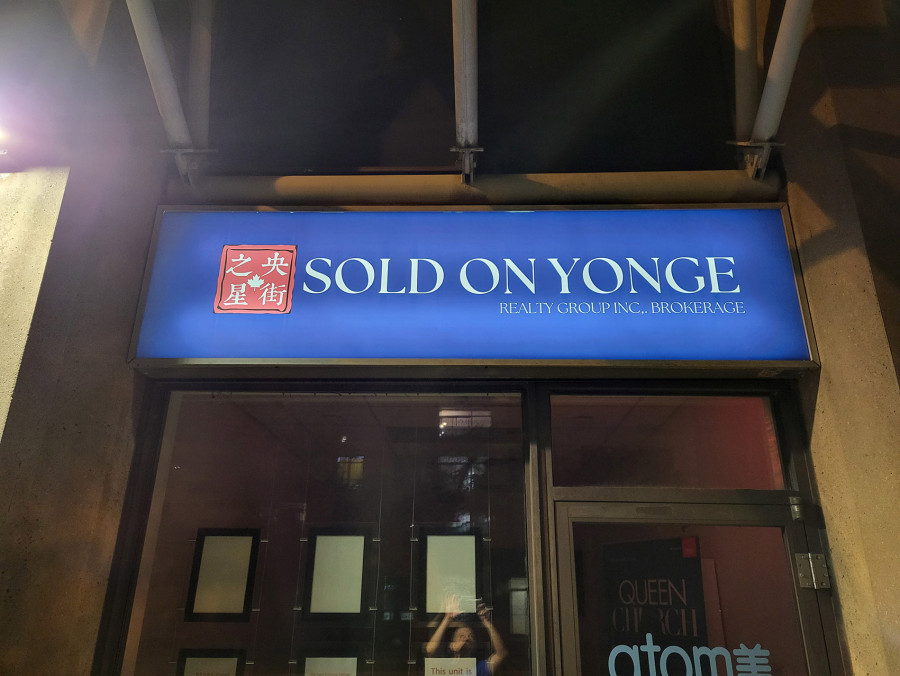 央街
之星
SOLD ON YONGE
REALTY GROUP INC,. BROKERAGE
QUEEN
CHURCH
atom美
This unit is